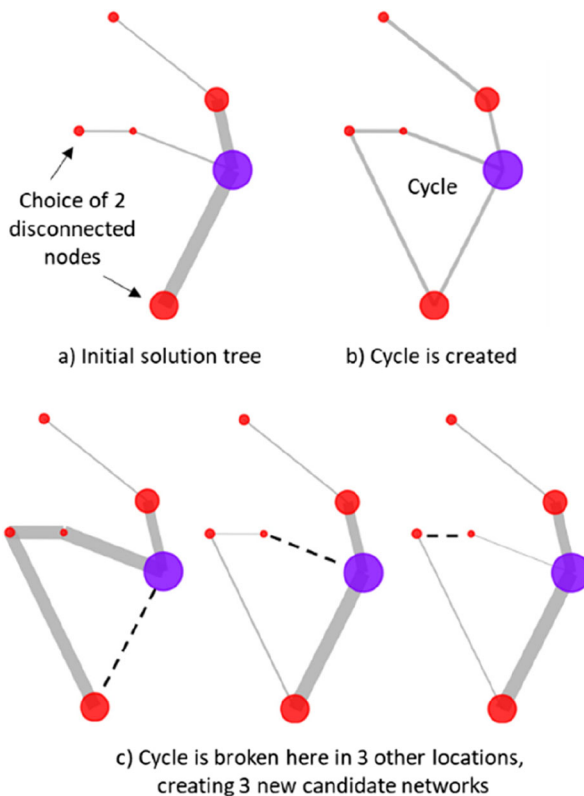 Choice of 2
disconnected
nodes
Cycle
a) Initial solution tree
b) Cycle is created
c) Cycle is broken here in 3 other locations,
creating 3 new candidate networks